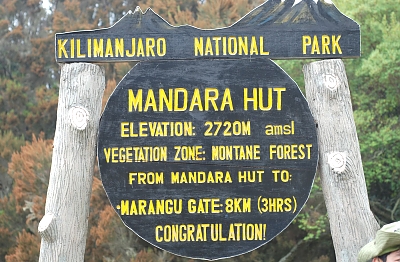 KILIMANJARO NATIONAL PARK
MANDARA HUT
ELEVATION: 2720M amsl
VEGETATION ZONE: MONTANE FOREST
FROM MANDARA HUT TO:
•MARANGU GATE: 8KM (3HRS)
CONGRATULATION!